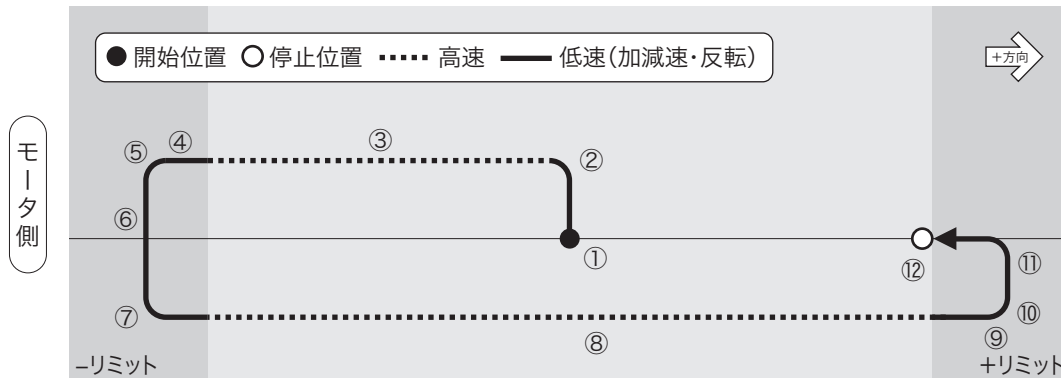 ●開始位置 ○停止位置 ······ 高速 —— 低速(加減速・反転)
+方向
モータ側
⑤ ④ ③ ②
⑥
①
⑫ ⑪
⑦ ⑧ ⑩
⑨
−リミット +リミット